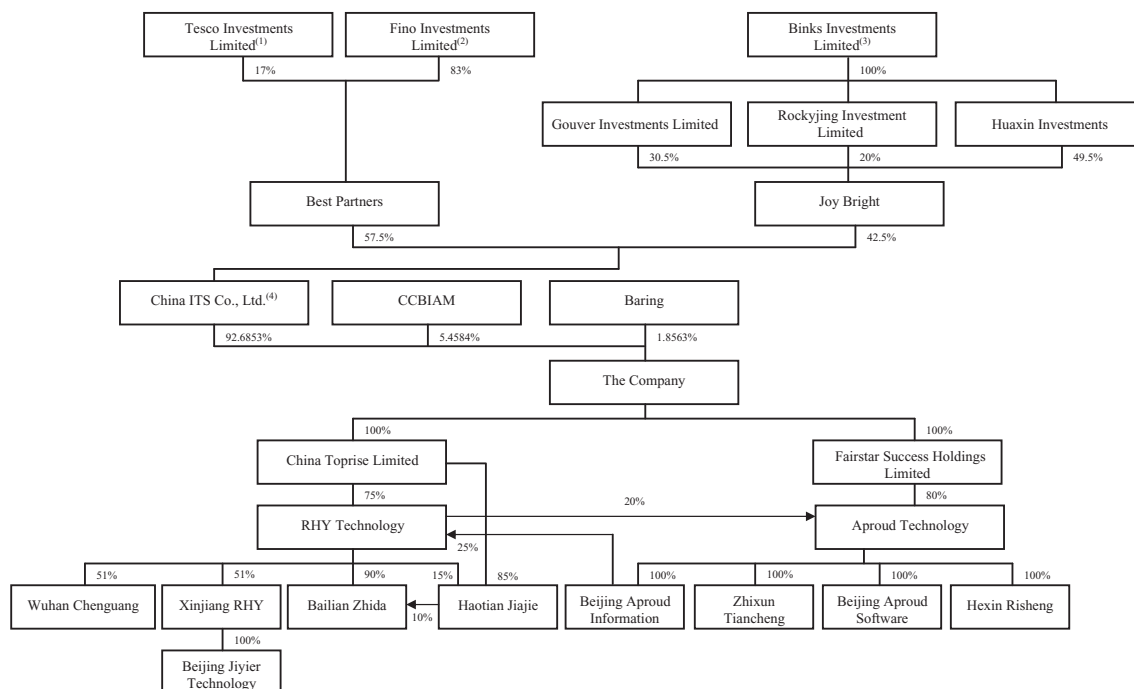 Tesco Investments
Limited(1)
Fino Investments
Limited(2)
Binks Investments
Limited(3)
17%
83%
100%
Gouver Investments Limited
Rockyjing Investment
Limited
Huaxin Investments
30.5%
20%
49.5%
Best Partners
Joy Bright
57.5%
42.5%
China ITS Co., Ltd.(4)
CCBIAM
Baring
92.6853%
5.4584%
1.8563%
The Company
100%
100%
China Toprise Limited
Fairstar Success Holdings
Limited
75%
80%
20%
RHY Technology
Aproud Technology
25%
51%
51%
90%
15%
85%
100%
100%
100%
100%
Wuhan Chenguang
Xinjiang RHY
Bailian Zhida
10%
Haotian Jiajie
Beijing Aproud
Information
Zhixun
Tiancheng
Beijing Aproud
Software
Hexin Risheng
100%
Beijing Jiyier
Technology